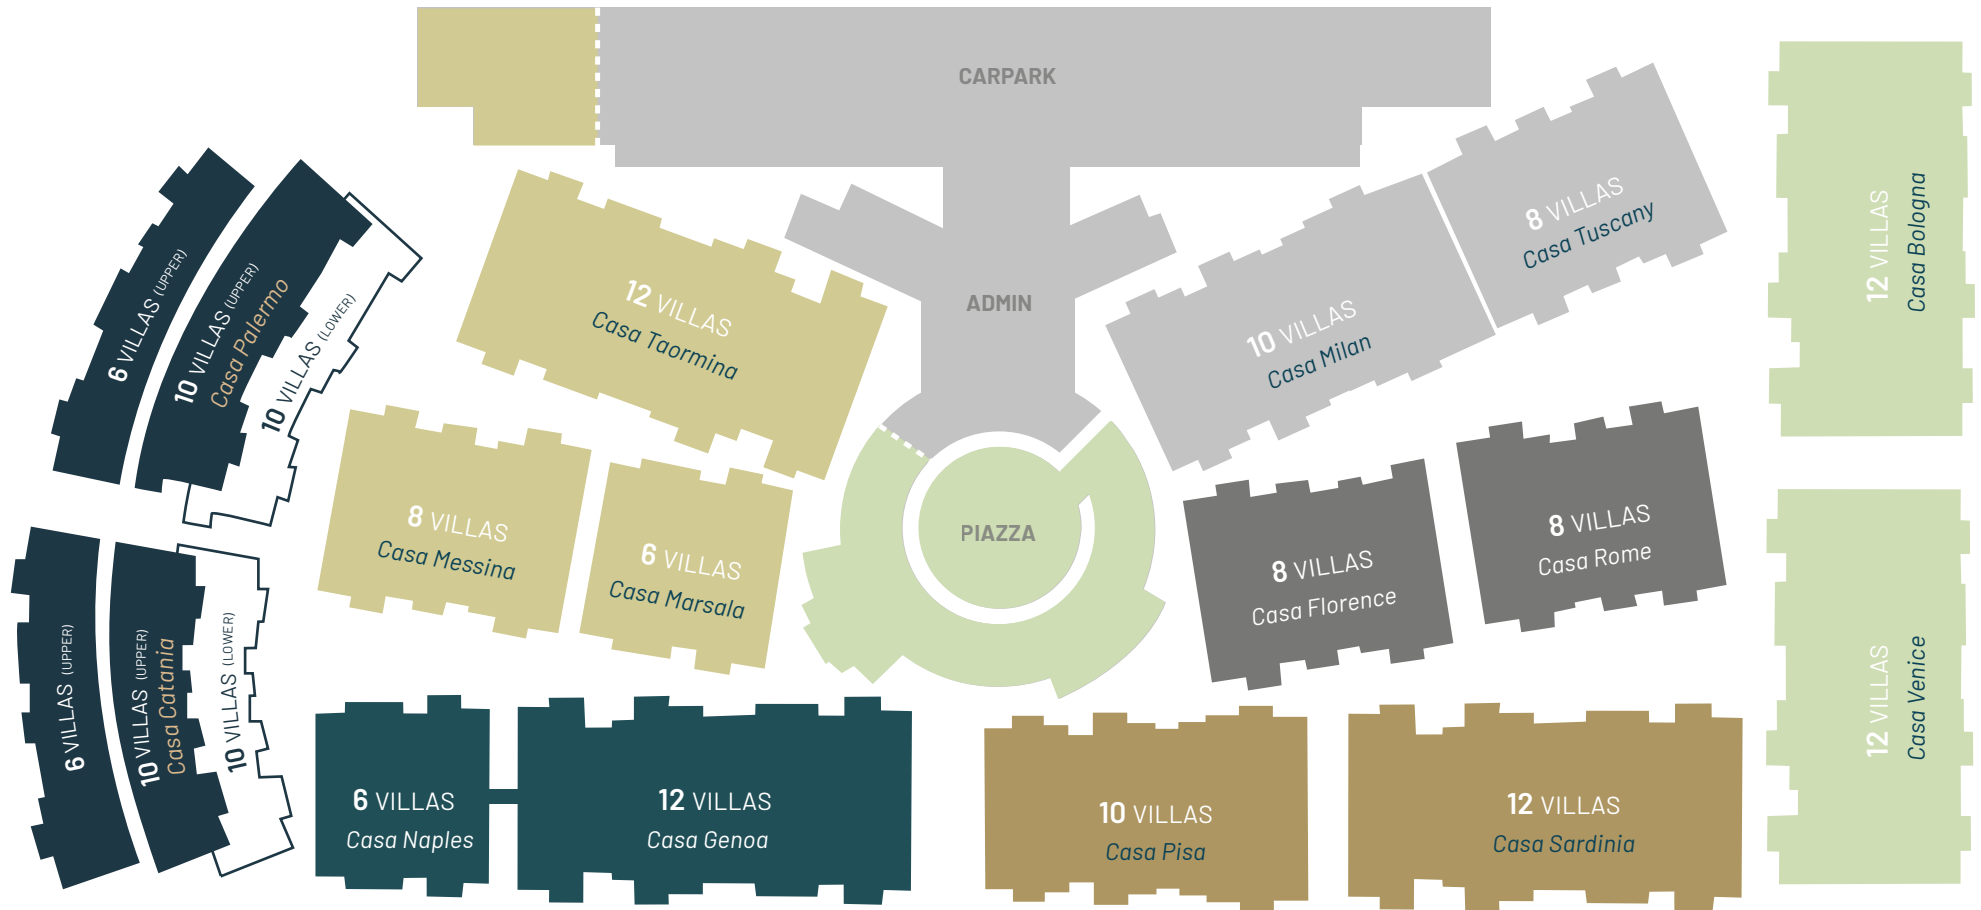 CARPARK
ADMIN
PIAZZA
6 VILLAS (UPPER)
10 VILLAS (UPPER)
Casa Palermo
10 VILLAS (LOWER)
12 VILLAS
Casa Taormina
10 VILLAS
Casa Milan
8 VILLAS
Casa Tuscany
12 VILLAS
Casa Bologna
8 VILLAS
Casa Messina
6 VILLAS
Casa Marsala
8 VILLAS
Casa Florence
8 VILLAS
Casa Rome
6 VILLAS (UPPER)
10 VILLAS (UPPER)
Casa Catania
10 VILLAS (LOWER)
6 VILLAS
Casa Naples
12 VILLAS
Casa Genoa
10 VILLAS
Casa Pisa
12 VILLAS
Casa Sardinia
12 VILLAS
Casa Venice